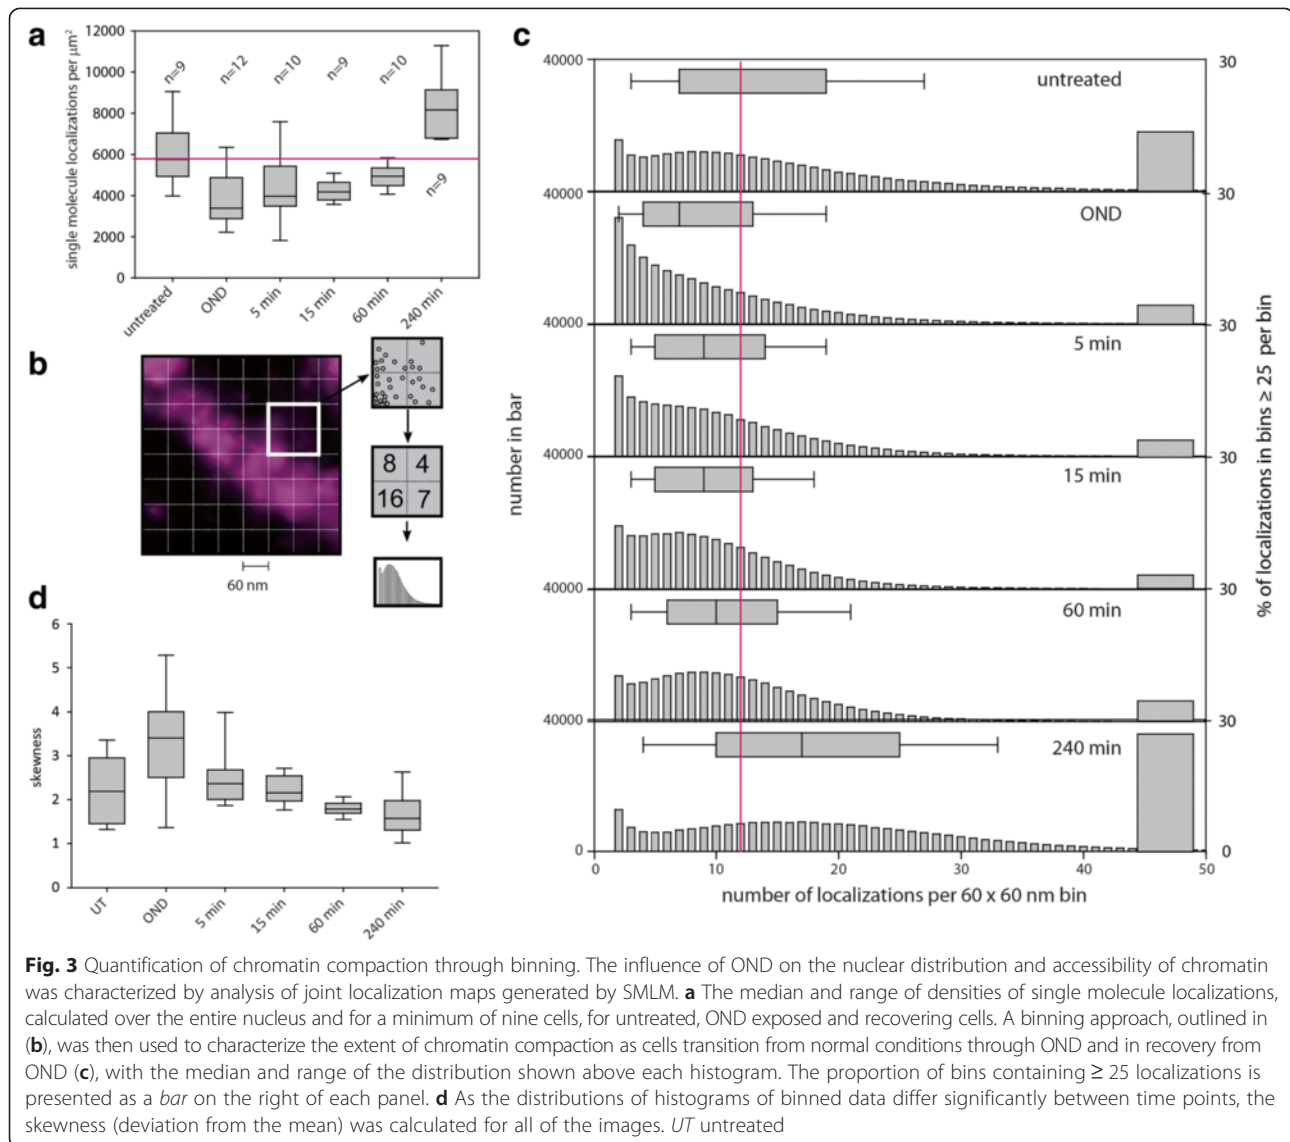 a
single molecule localizations per μm²
12000
10000
8000
6000
4000
2000
0
n=9
n=12
n=10
n=9
n=10
n=9
untreated
OND
5 min
15 min
60 min
240 min
b
8 4
16 7
60 nm
c
number in bar
% of localizations in bins ≥ 25 per bin
40000
30
untreated
40000
30
OND
40000
30
5 min
40000
30
15 min
40000
30
60 min
40000
30
240 min
0
0
0 10 20 30 40 50
number of localizations per 60 x 60 nm bin
d
skewness
6
5
4
3
2
1
0
UT
OND
5 min
15 min
60 min
240 min
Fig. 3 Quantification of chromatin compaction through binning. The influence of OND on the nuclear distribution and accessibility of chromatin
was characterized by analysis of joint localization maps generated by SMLM. a The median and range of densities of single molecule localizations,
calculated over the entire nucleus and for a minimum of nine cells, for untreated, OND exposed and recovering cells. A binning approach, outlined in
(b), was then used to characterize the extent of chromatin compaction as cells transition from normal conditions through OND and in recovery from
OND (c), with the median and range of the distribution shown above each histogram. The proportion of bins containing ≥ 25 localizations is
presented as a bar on the right of each panel. d As the distributions of histograms of binned data differ significantly between time points, the
skewness (deviation from the mean) was calculated for all of the images. UT untreated